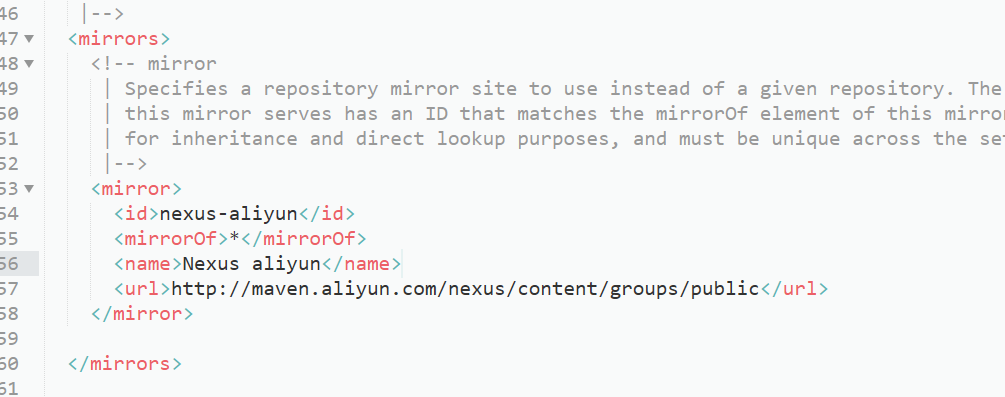 46 |-->
47 <mirrors>
48 <!-- mirror
49 | Specifies a repository mirror site to use instead of a given repository. The
50 | this mirror serves has an ID that matches the mirrorOf element of this mirror
51 | for inheritance and direct lookup purposes, and must be unique across the set
52 |-->
53 <mirror>
54 <id>nexus-aliyun</id>
55 <mirrorOf>*</mirrorOf>
56 <name>Nexus aliyun</name>
57 <url>http://maven.aliyun.com/nexus/content/groups/public</url>
58 </mirror>
59
60 </mirrors>
61